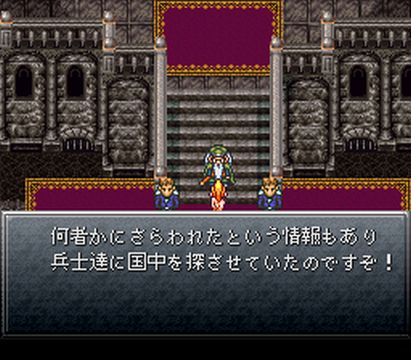 何者かにさらわれたという情報もあり
兵士達に国中を探させていたのですぞ！